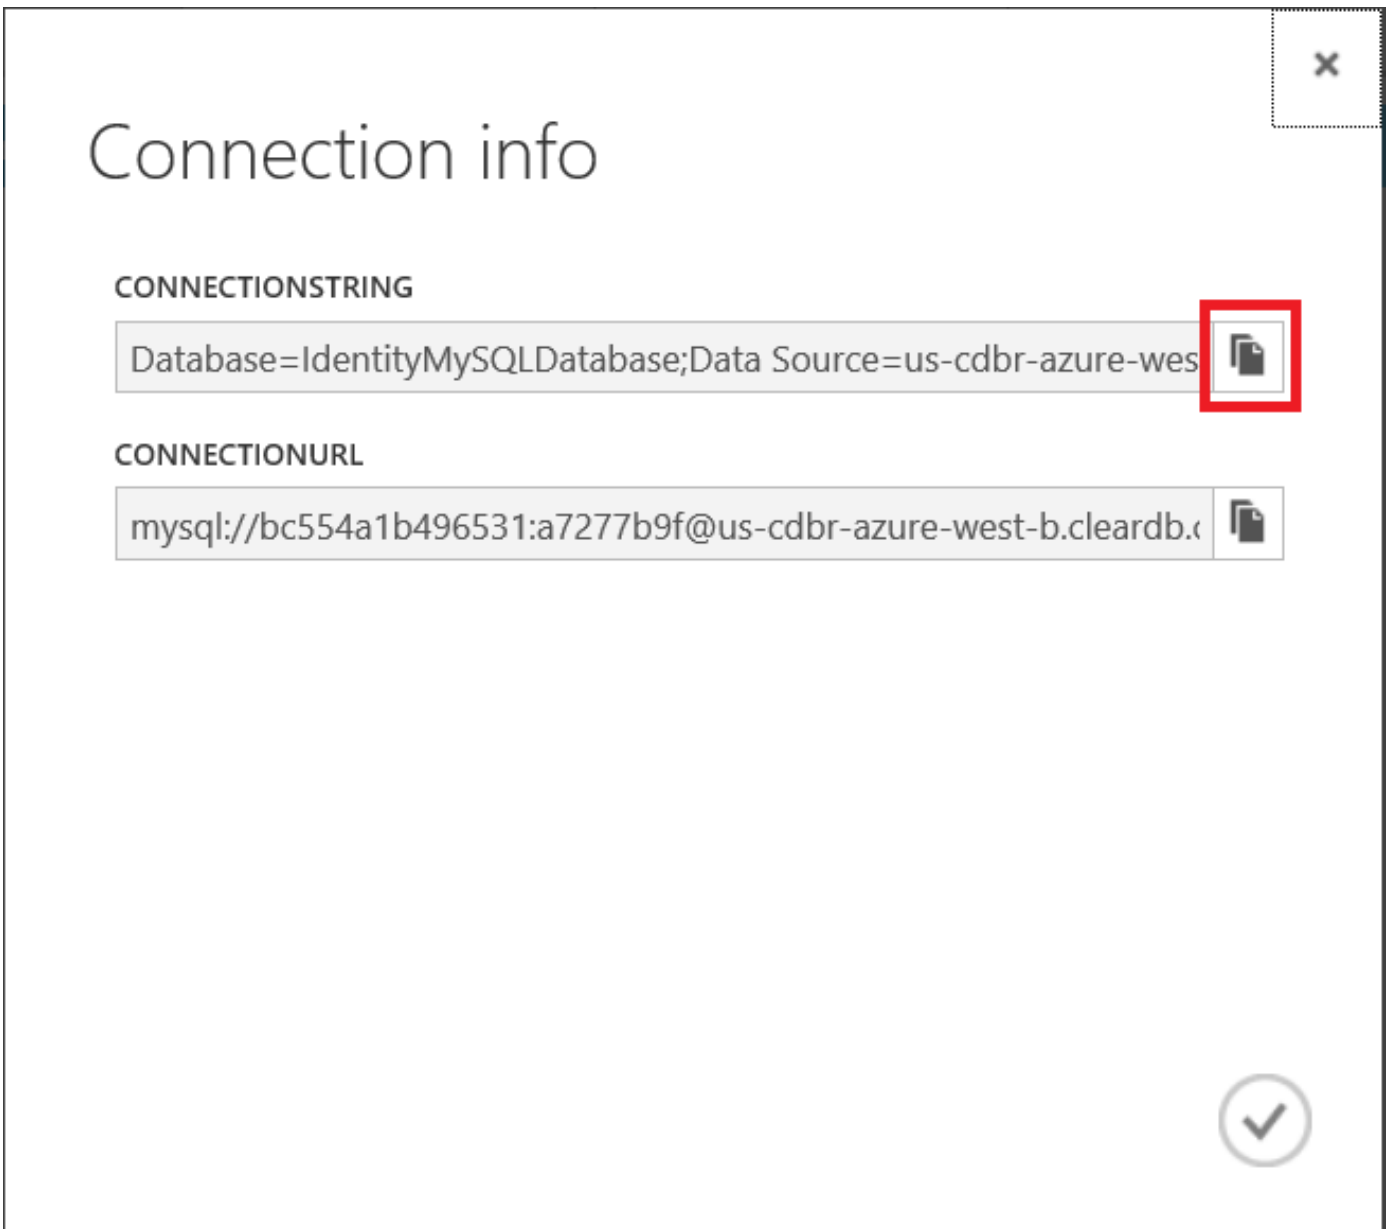 Connection info
CONNECTIONSTRING
Database=IdentityMySQLDatabase;Data Source=us-cdbr-azure-wes
CONNECTIONURL
mysql://bc554a1b496531:a7277b9f@us-cdbr-azure-west-b.cleardb.c